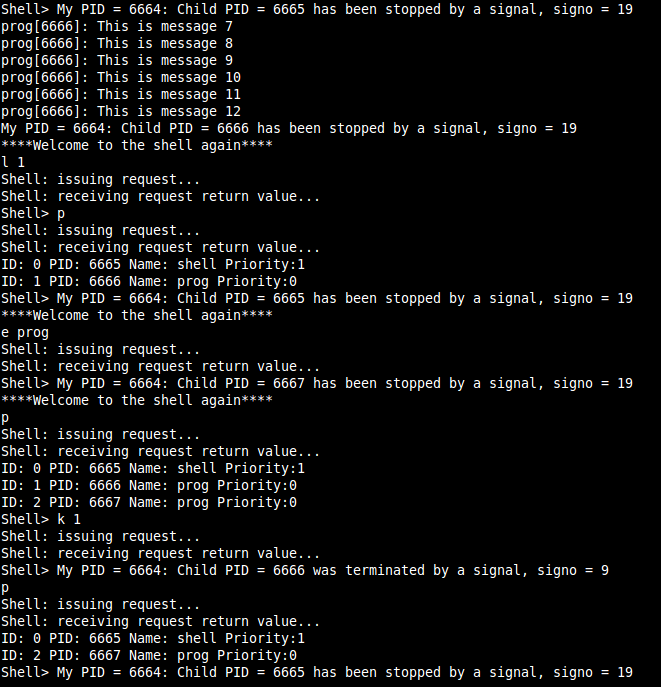 Shell> My PID = 6664: Child PID = 6665 has been stopped by a signal, signo = 19
prog[6666]: This is message 7
prog[6666]: This is message 8
prog[6666]: This is message 9
prog[6666]: This is message 10
prog[6666]: This is message 11
prog[6666]: This is message 12
My PID = 6664: Child PID = 6666 has been stopped by a signal, signo = 19
****Welcome to the shell again****
l 1
Shell: issuing request...
Shell: receiving request return value...
Shell> p
Shell: issuing request...
Shell: receiving request return value...
ID: 0 PID: 6665 Name: shell Priority:1
ID: 1 PID: 6666 Name: prog Priority:0
Shell> My PID = 6664: Child PID = 6665 has been stopped by a signal, signo = 19
****Welcome to the shell again****
e prog
Shell: issuing request...
Shell: receiving request return value...
Shell> My PID = 6664: Child PID = 6667 has been stopped by a signal, signo = 19
****Welcome to the shell again****
p
Shell: issuing request...
Shell: receiving request return value...
ID: 0 PID: 6665 Name: shell Priority:1
ID: 1 PID: 6666 Name: prog Priority:0
ID: 2 PID: 6667 Name: prog Priority:0
Shell> k 1
Shell: issuing request...
Shell: receiving request return value...
Shell> My PID = 6664: Child PID = 6666 was terminated by a signal, signo = 9
p
Shell: issuing request...
Shell: receiving request return value...
ID: 0 PID: 6665 Name: shell Priority:1
ID: 2 PID: 6667 Name: prog Priority:0
Shell> My PID = 6664: Child PID = 6665 has been stopped by a signal, signo = 19